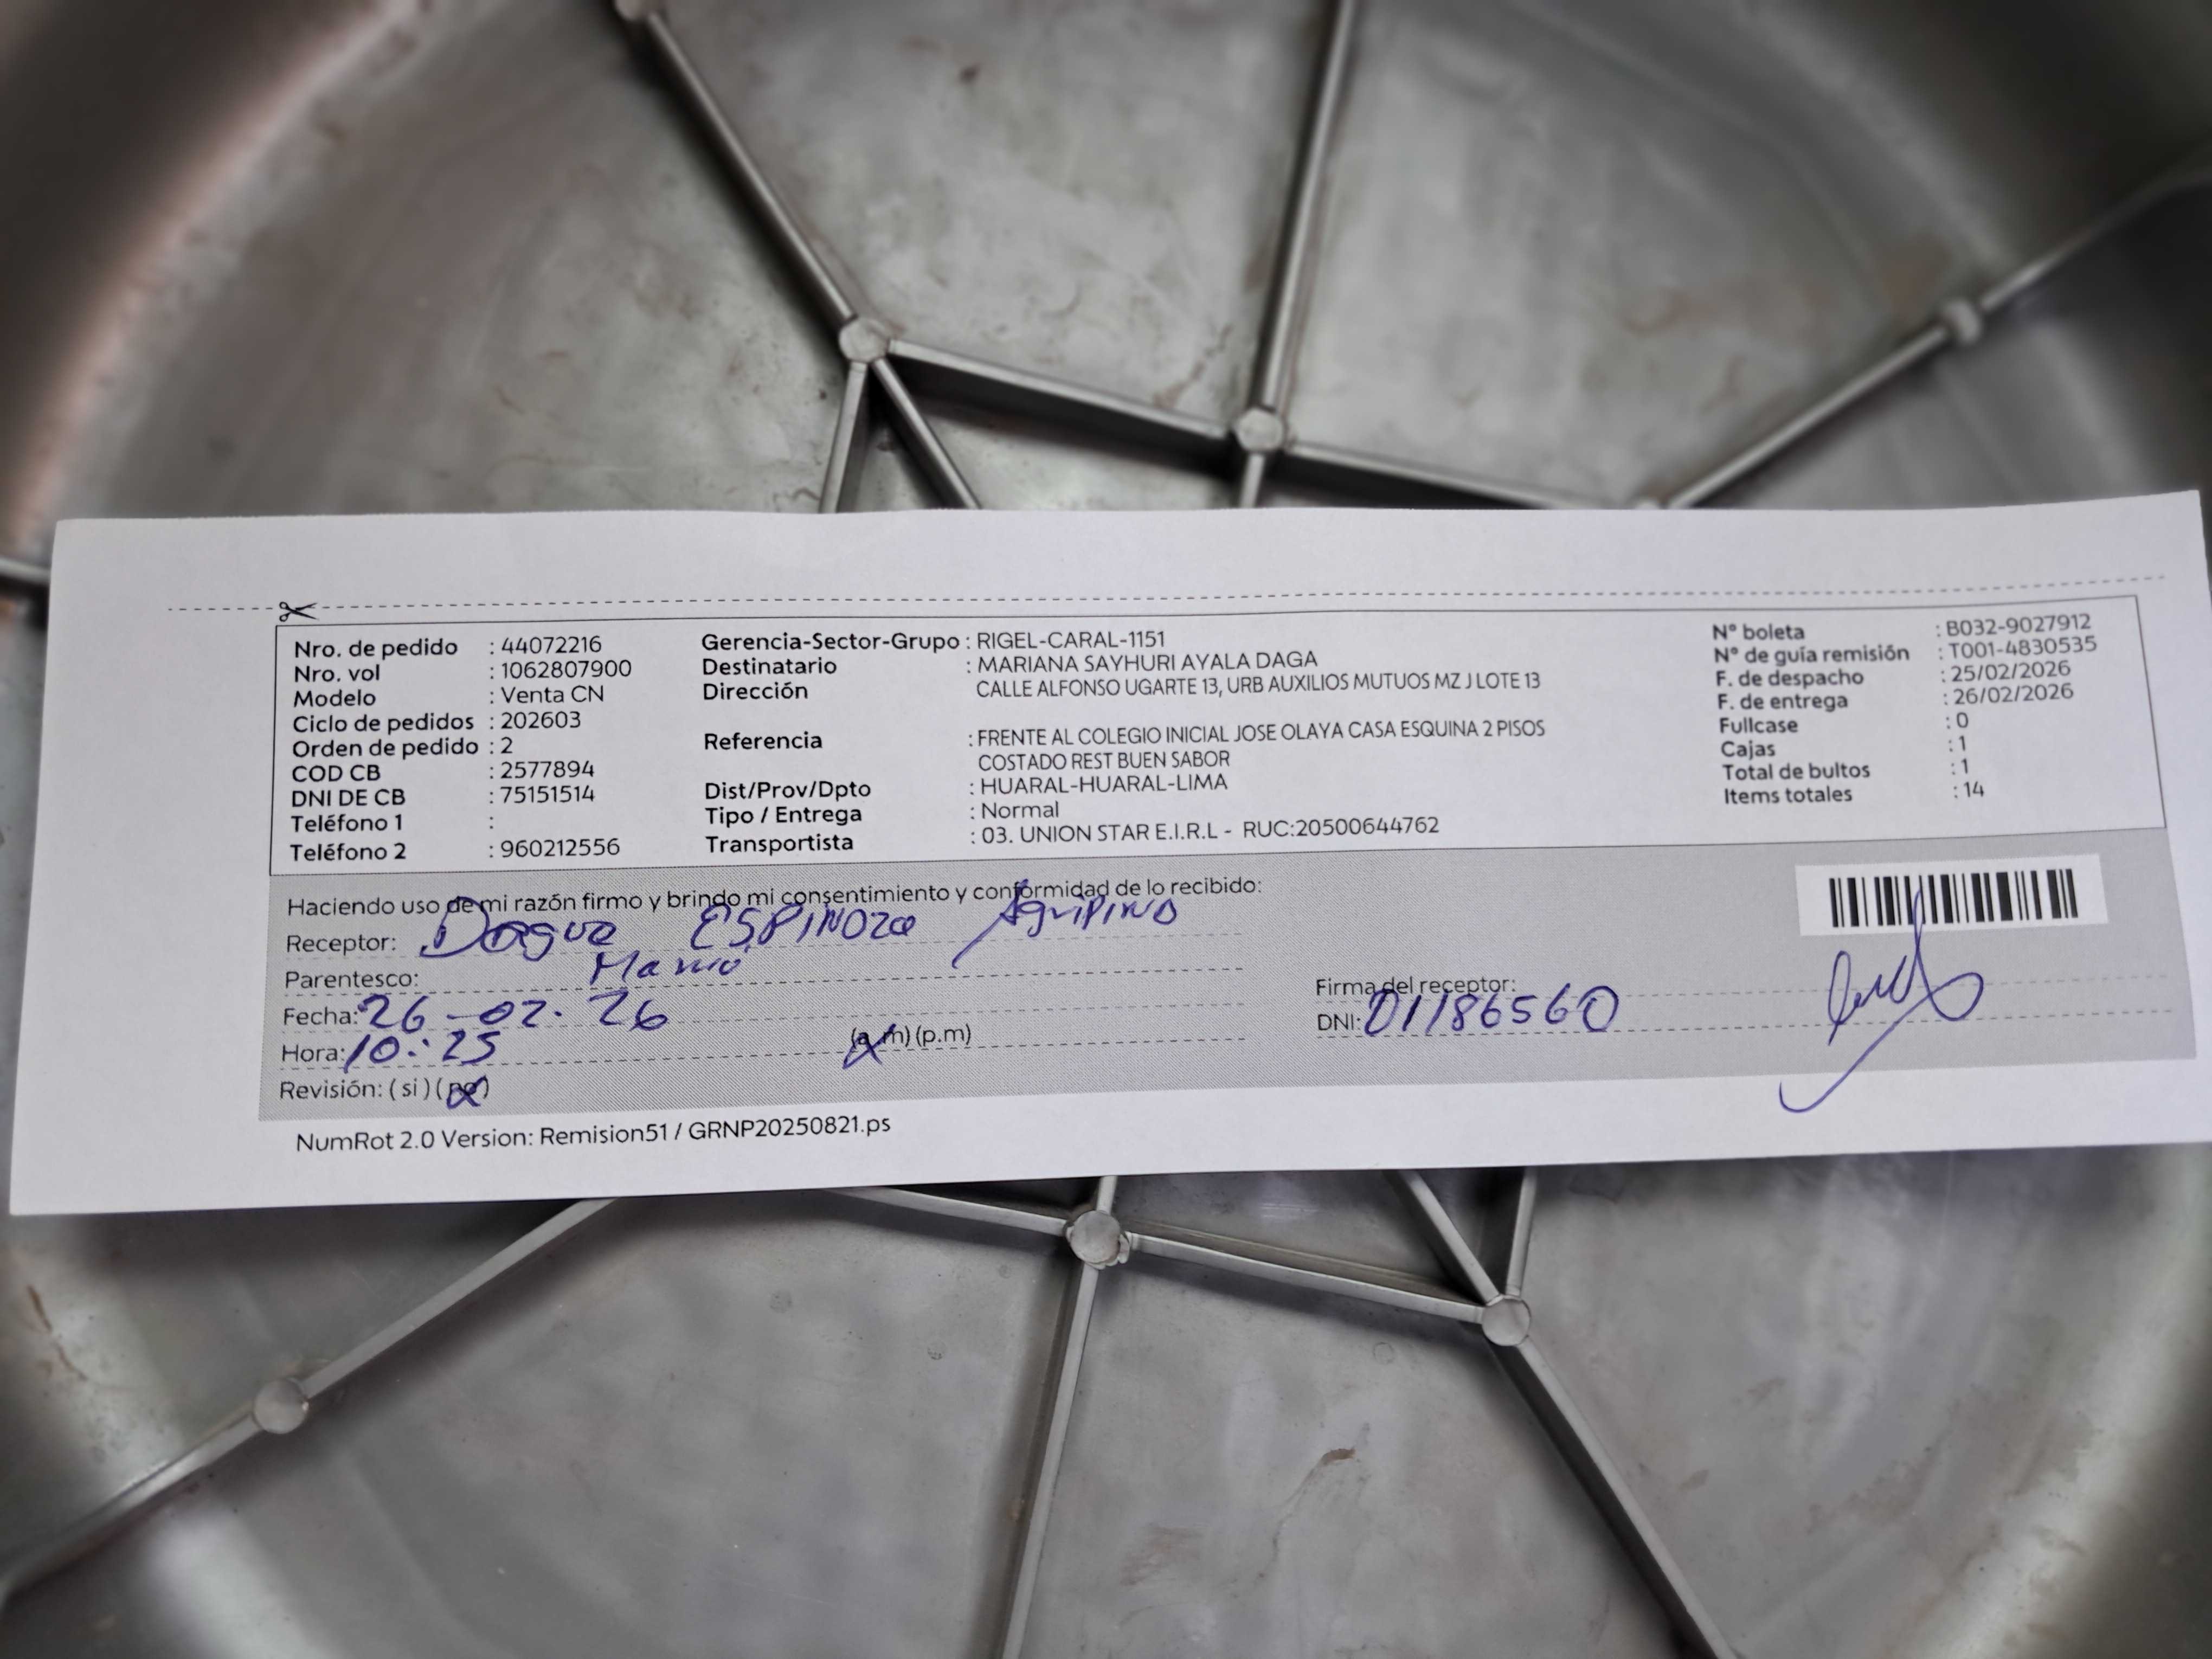 Nro. de pedido : 44072216
Nro. vol : 1062807900
Modelo : Venta CN
Ciclo de pedidos : 202603
Orden de pedido : 2
COD CB : 2577894
DNI DE CB : 75151514
Teléfono 1 :
Teléfono 2 : 960212556
Gerencia-Sector-Grupo : RIGEL-CARAL-1151
Destinatario : MARIANA SAYHURI AYALA DAGA
Dirección CALLE ALFONSO UGARTE 13, URB AUXILIOS MUTUOS MZ J LOTE 13
Referencia : FRENTE AL COLEGIO INICIAL JOSE OLAYA CASA ESQUINA 2 PISOS
COSTADO REST BUEN SABOR
Dist/Prov/Dpto : HUARAL-HUARAL-LIMA
Tipo / Entrega : Normal
Transportista : 03. UNION STAR E.I.R.L - RUC:20500644762
N° boleta : B032-9027912
N° de guía remisión : T001-4830535
F. de despacho : 25/02/2026
F. de entrega : 26/02/2026
Fullcase : 0
Cajas : 1
Total de bultos : 1
Items totales : 14
Haciendo uso de mi razón firmo y brindo mi consentimiento y conformidad de lo recibido:
Receptor: ESPINOZA Agripino
Parentesco:
Fecha: 26-02-26
Hora: 10:25 (a.m) (p.m)
Revisión: ( si ) ( no )
Firma del receptor:
DNI: 01186560
NumRot 2.0 Version: Remision51 / GRNP20250821.ps